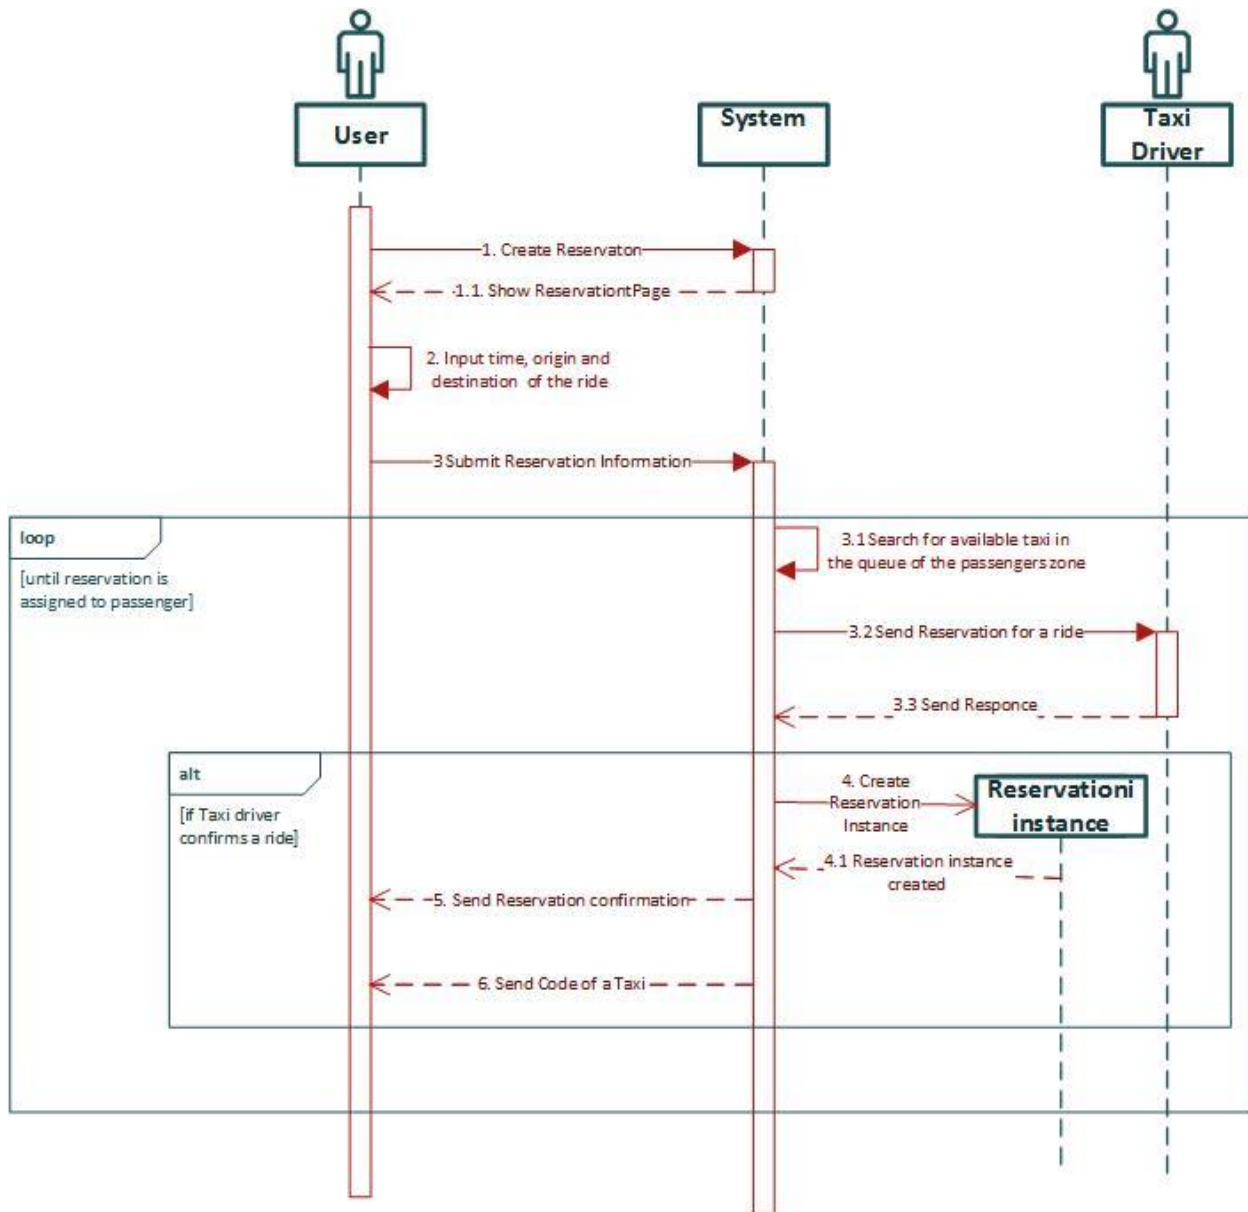 User
System
Taxi
Driver
1. Create Reservaton
1.1. Show ReservationtPage
2. Input time, origin and
destination of the ride
3 Submit Reservation Information
loop
[until reservation is
assigned to passenger]
3.1 Search for available taxi in
the queue of the passengers zone
3.2 Send Reservation for a ride
3.3 Send Responce
alt
[if Taxi driver
confirms a ride]
4. Create
Reservation
Instance
Reservationi
instance
4.1 Reservation instance
created
5. Send Reservation confirmation
6. Send Code of a Taxi